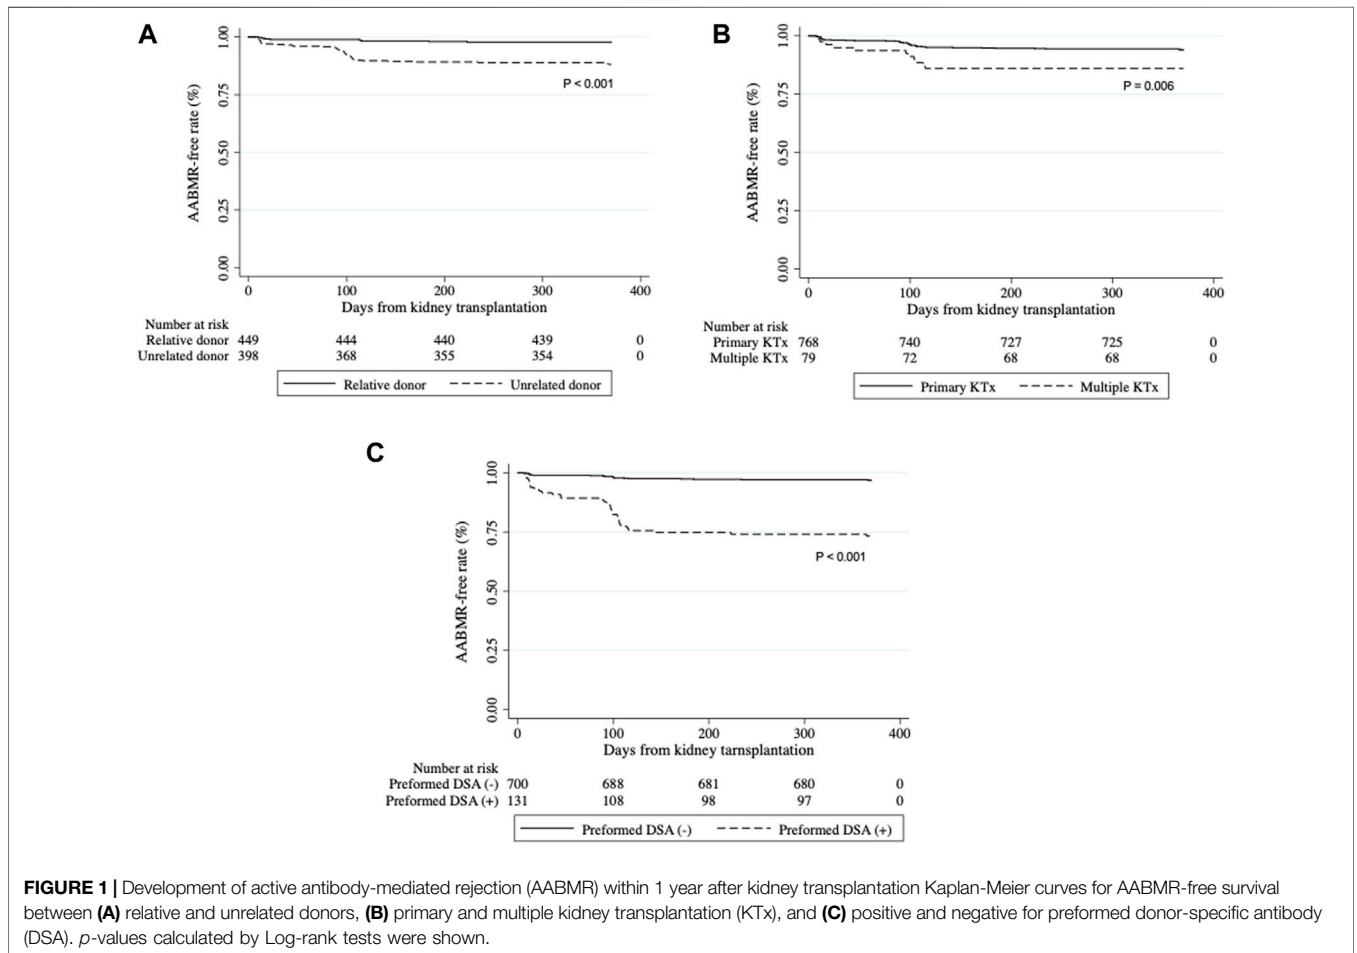 A
AABMR-free rate (%)
1.00
0.75
0.50
0.25
0.00
P < 0.001
0 100 200 300 400
Days from kidney transplantation
Number at risk
Relative donor 449 444 440 439 0
Unrelated donor 398 368 355 354 0
Relative donor Unrelated donor
B
AABMR-free rate (%)
1.00
0.75
0.50
0.25
0.00
P = 0.006
0 100 200 300 400
Days from kidney transplantation
Number at risk
Primary KTx 768 740 727 725 0
Multiple KTx 79 72 68 68 0
Primary KTx Multiple KTx
C
AABMR-free rate (%)
1.00
0.75
0.50
0.25
0.00
P < 0.001
0 100 200 300 400
Days from kidney tarnsplantation
Number at risk
Preformed DSA (-) 700 688 681 680 0
Preformed DSA (+) 131 108 98 97 0
Preformed DSA (-) Preformed DSA (+)
FIGURE 1 | Development of active antibody-mediated rejection (AABMR) within 1 year after kidney transplantation Kaplan-Meier curves for AABMR-free survival
between (A) relative and unrelated donors, (B) primary and multiple kidney transplantation (KTx), and (C) positive and negative for preformed donor-specific antibody
(DSA). p-values calculated by Log-rank tests were shown.